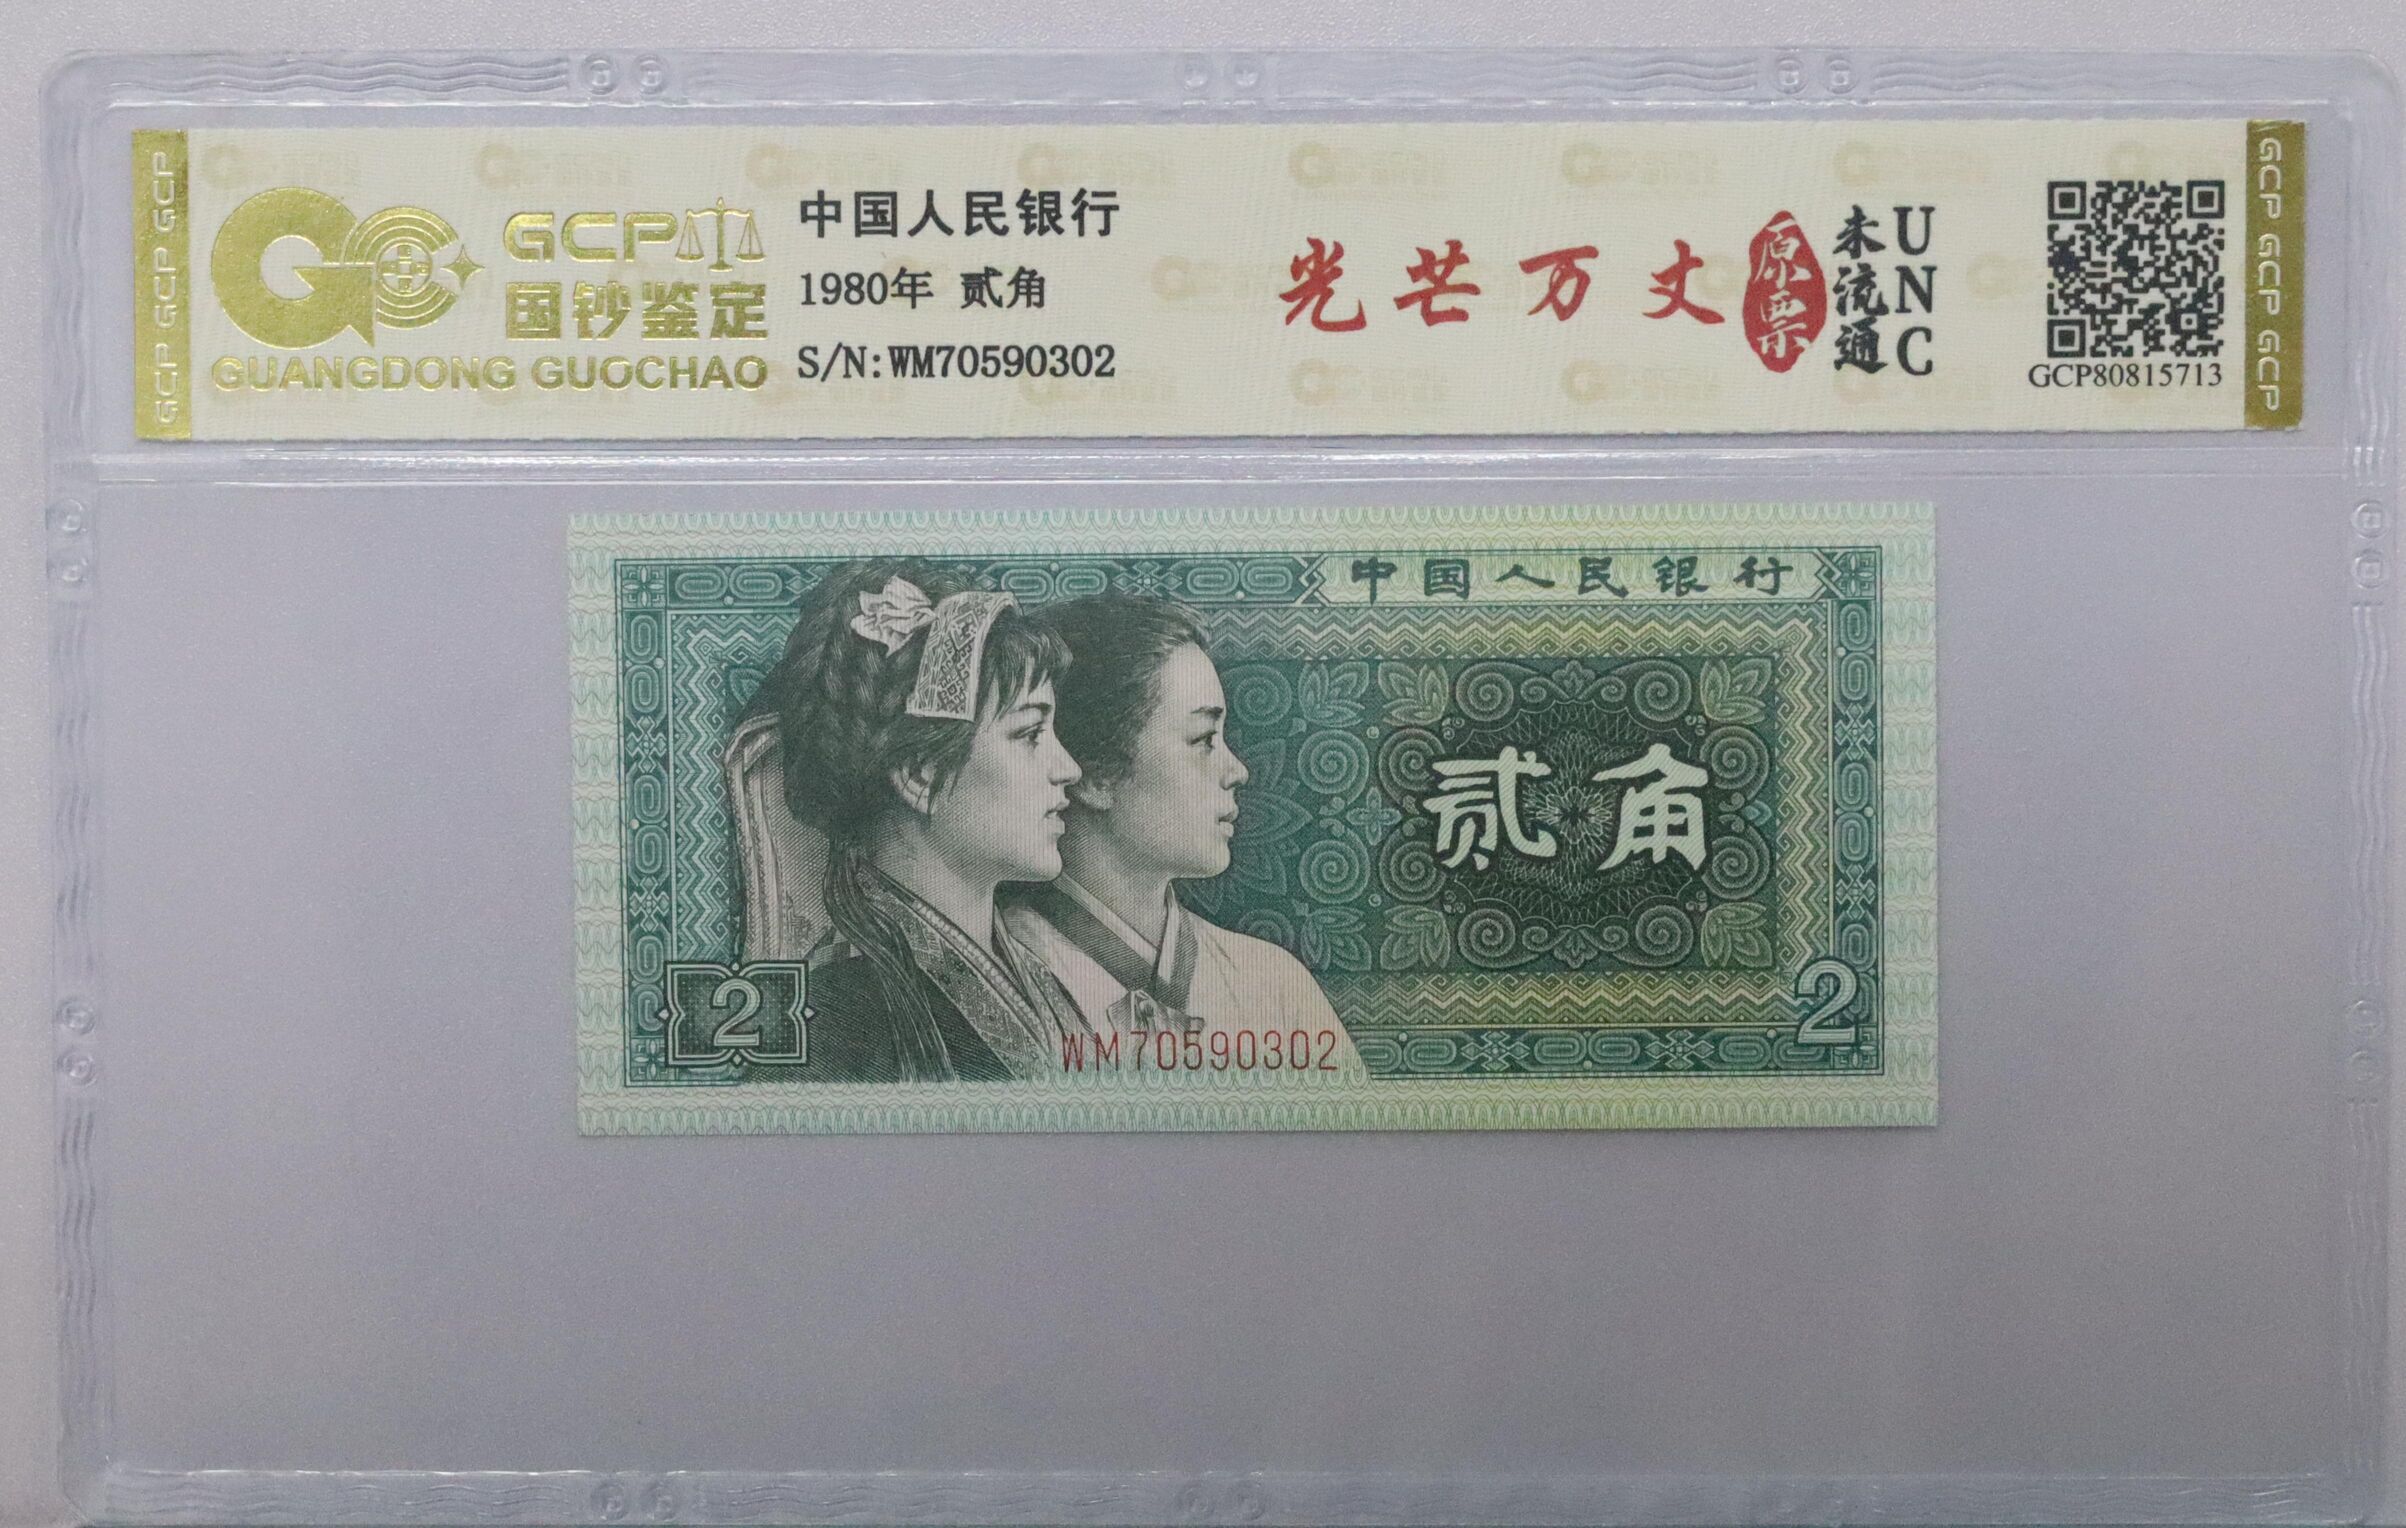 GCP GCP GCP
GCP
国钞鉴定
GUANGDONG GUOCHAO
中国人民银行
1980年 贰角
S/N:WM70590302
光芒万丈
原票
未流通
UNC
GCP80815713
GCP GCP GCP
中国人民银行
贰角
2
2
WM70590302